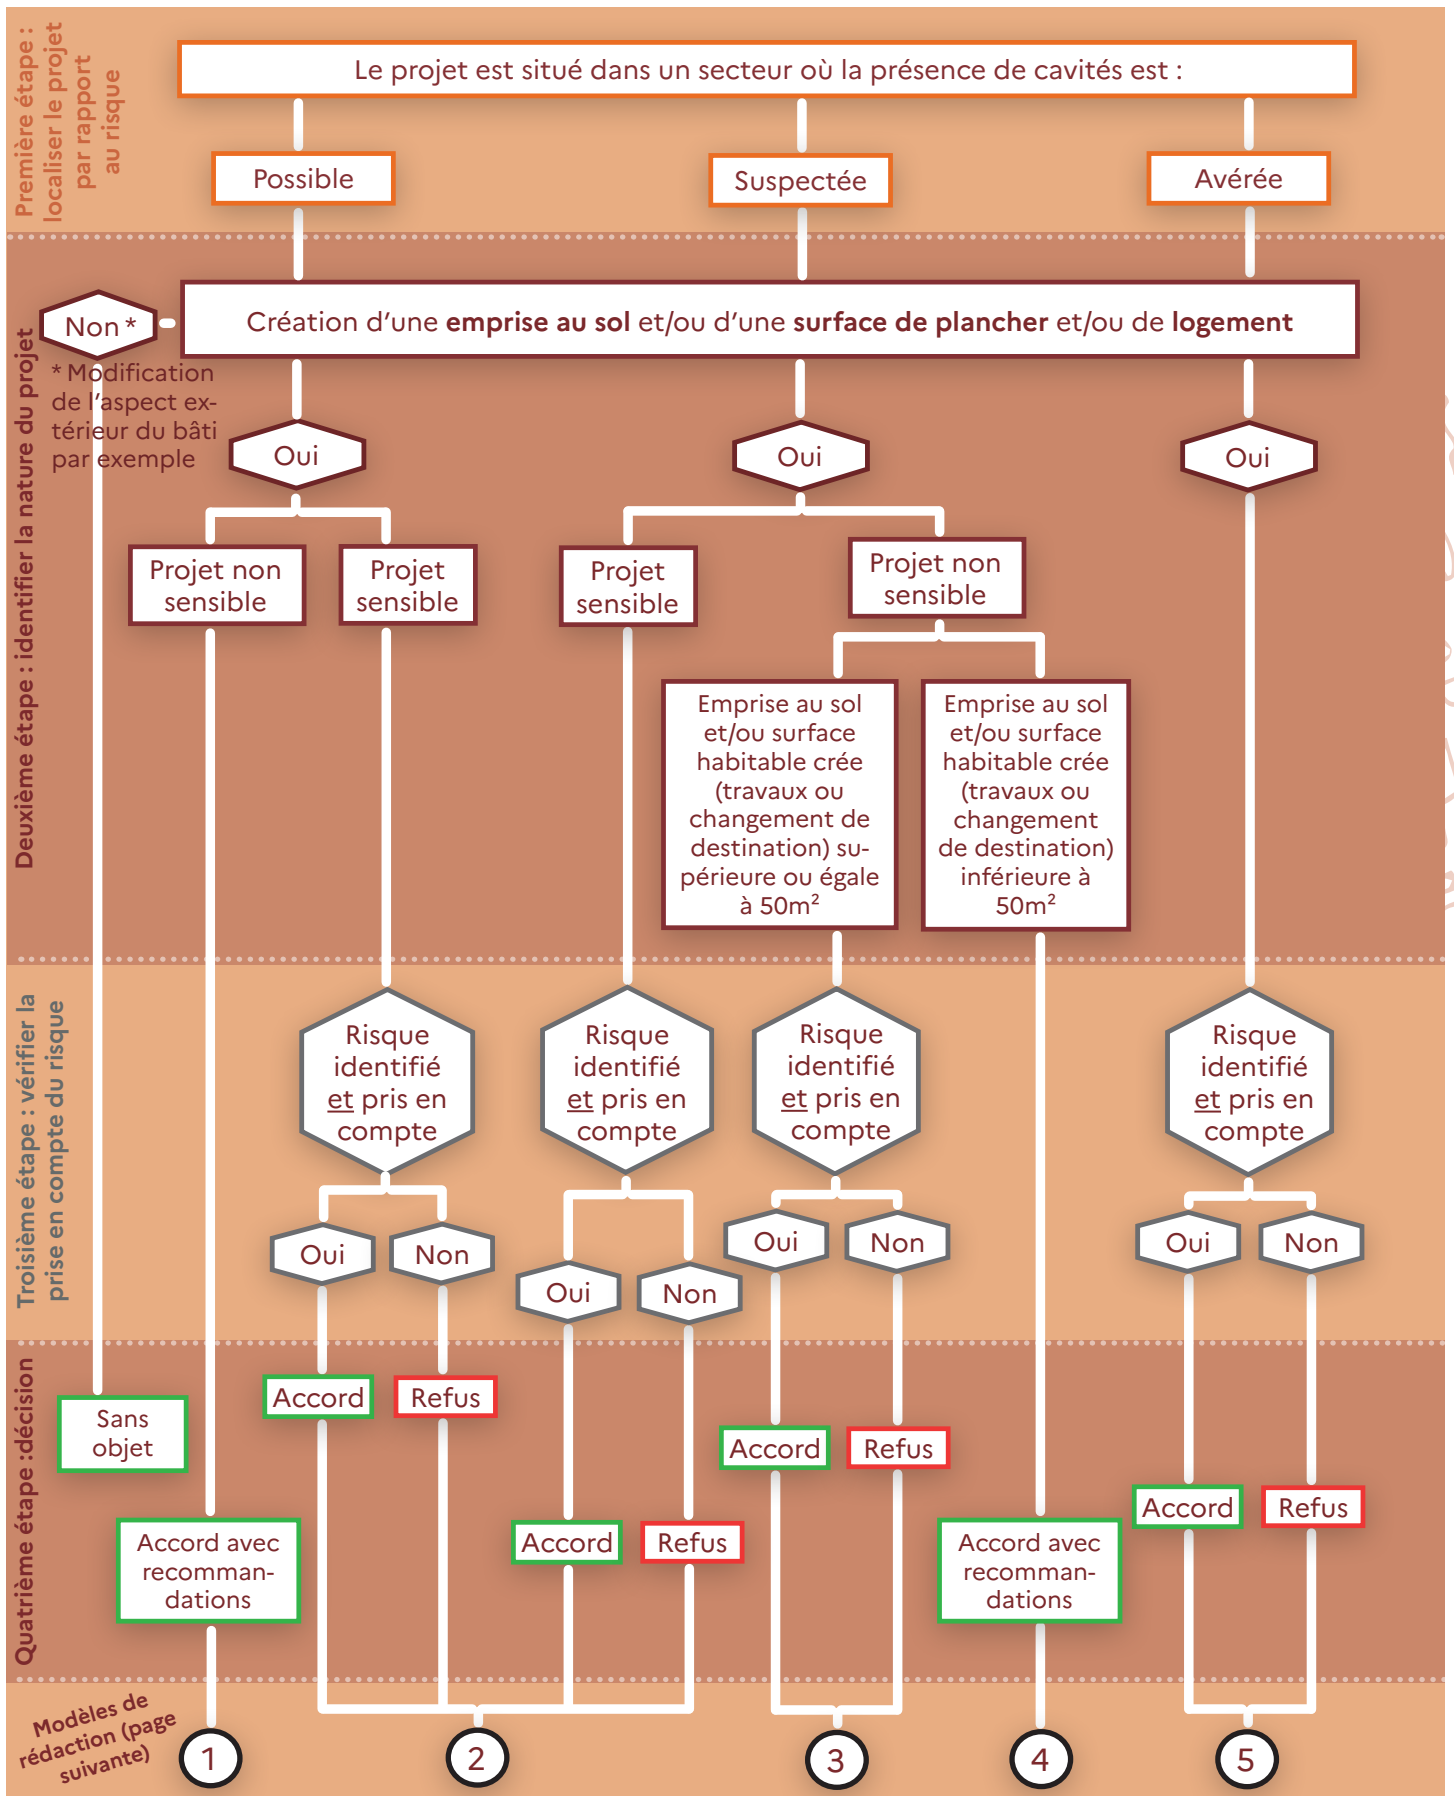 Première étape :
localiser le projet
par rapport
au risque
Le projet est situé dans un secteur où la présence de cavités est :
Possible
Suspectée
Avérée
Deuxième étape : identifier la nature du projet
Non *
Création d'une emprise au sol et/ou d'une surface de plancher et/ou de logement
* Modification
de l'aspect ex-
térieur du bâti
par exemple
Oui
Oui
Oui
Projet non
sensible
Projet
sensible
Projet
sensible
Projet non
sensible
Emprise au sol
et/ou surface
habitable crée
(travaux ou
changement de
destination) su-
périeure ou égale
à 50m²
Emprise au sol
et/ou surface
habitable crée
(travaux ou
changement
de destination)
inférieure à
50m²
Troisième étape : vérifier la
prise en compte du risque
Risque
identifié
et pris en
compte
Risque
identifié
et pris en
compte
Risque
identifié
et pris en
compte
Risque
identifié
et pris en
compte
Oui
Non
Oui
Non
Oui
Non
Oui
Non
Quatrième étape :décision
Sans
objet
Accord avec
recomman-
dations
Accord
Refus
Accord
Refus
Accord
Refus
Accord avec
recomman-
dations
Accord
Refus
Modèles de
rédaction (page
suivante)
1
2
3
4
5